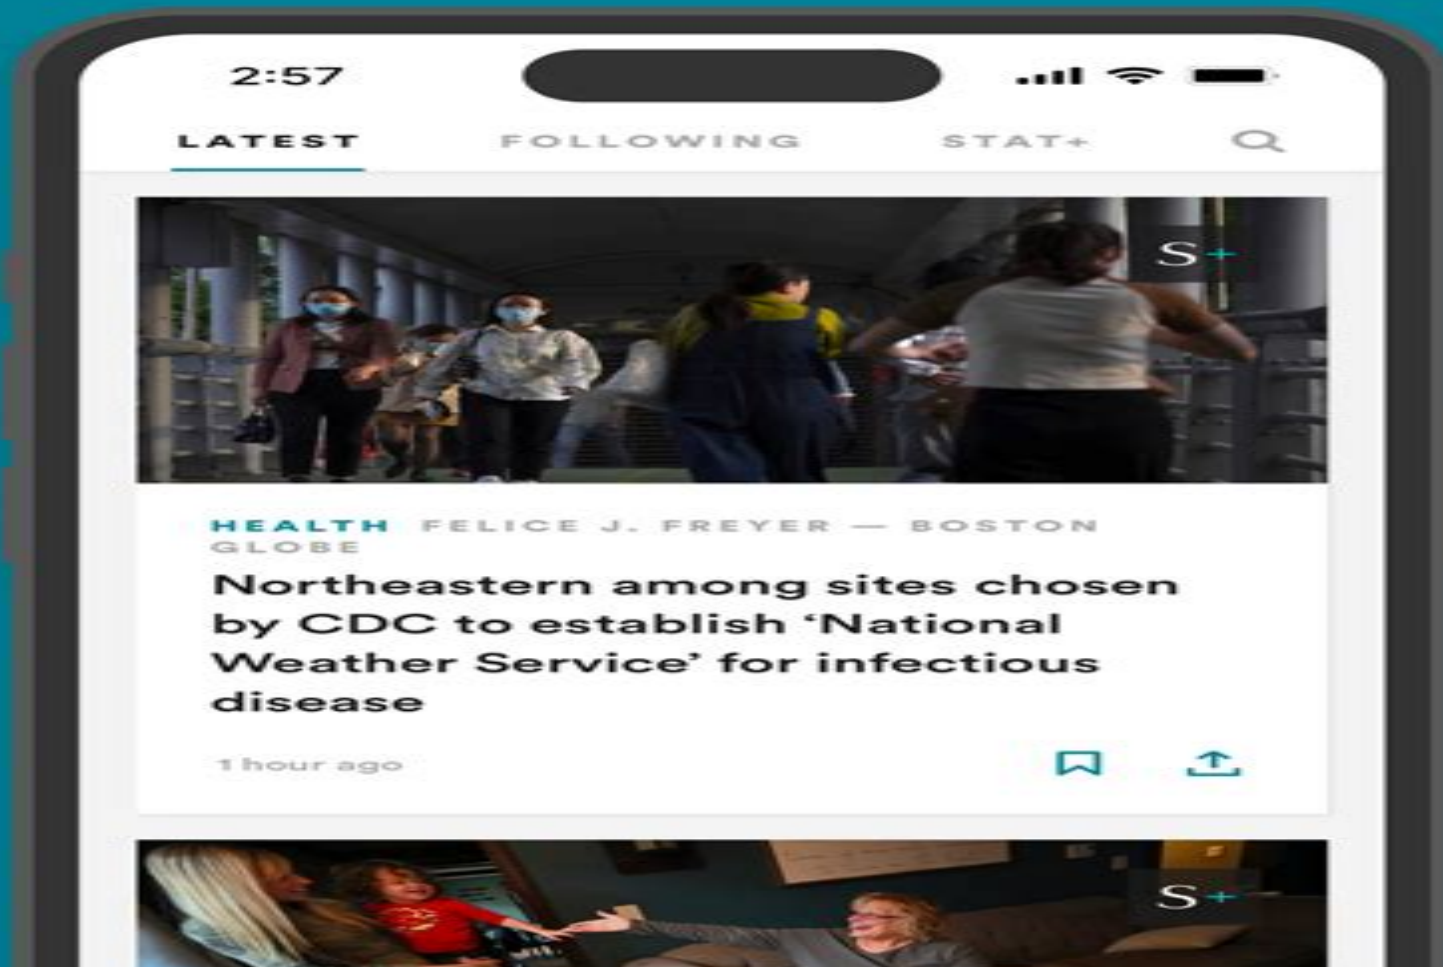 2:57
LATEST FOLLOWING STAT+
S+
HEALTH FELICE J. FREYER — BOSTON
GLOBE
Northeastern among sites chosen
by CDC to establish ‘National
Weather Service’ for infectious
disease
1 hour ago
S+